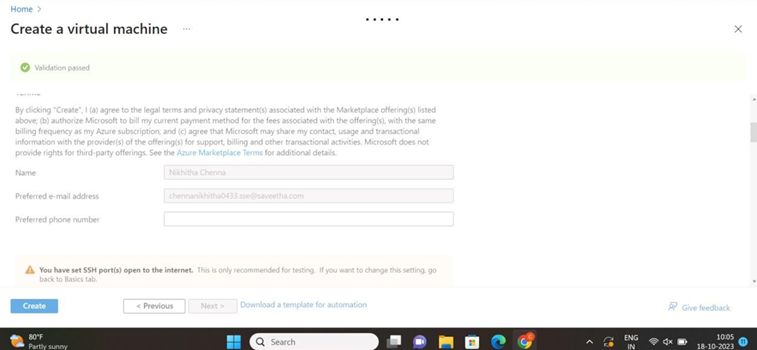 Home >
Create a virtual machine ...
Validation passed
Terms
By clicking "Create", I (a) agree to the legal terms and privacy statement(s) associated with the Marketplace offering(s) listed
above; (b) authorize Microsoft to bill my current payment method for the fees associated with the offering(s), with the same
billing frequency as my Azure subscription; and (c) agree that Microsoft may share my contact, usage and transactional
information with the provider(s) of the offering(s) for support, billing and other transactional activities. Microsoft does not
provide rights for third-party offerings. See the Azure Marketplace Terms for additional details.
Name Nikhitha Chenna
Preferred e-mail address chennanikhitha0433.sse@saveetha.com
Preferred phone number
You have set SSH port(s) open to the internet. This is only recommended for testing. If you want to change this setting, go
back to Basics tab.
Create < Previous Next > Download a template for automation Give feedback
80°F
Partly sunny
Search
ENG
IN
10:05
18-10-2023